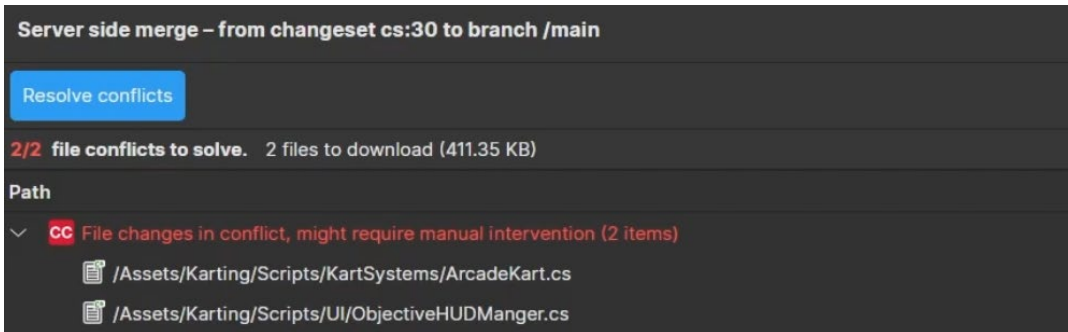 Server side merge – from changeset cs:30 to branch /main
Resolve conflicts
2/2 file conflicts to solve. 2 files to download (411.35 KB)
Path
CC File changes in conflict, might require manual intervention (2 items)
/Assets/Karting/Scripts/KartSystems/ArcadeKart.cs
/Assets/Karting/Scripts/UI/ObjectiveHUDManger.cs